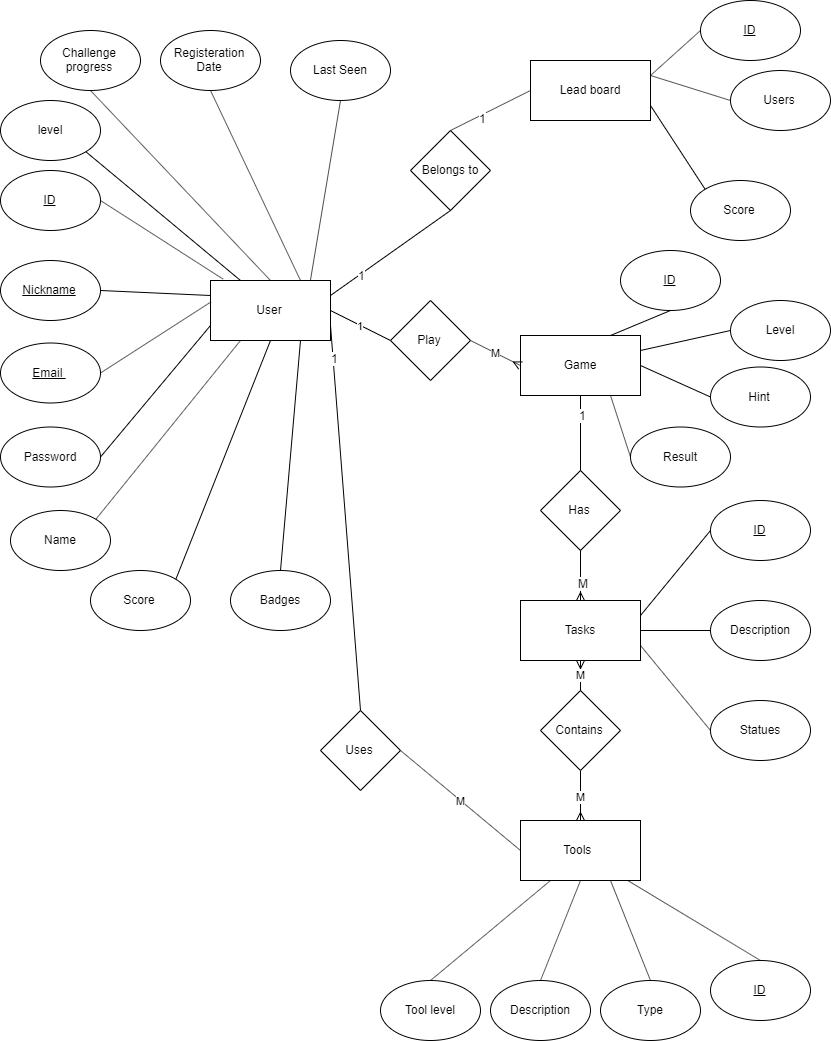 ID
Challenge
progress
Registeration
Date
Last Seen
Lead board
Users
1
level
Belongs to
ID
Score
1
ID
Nickname
User
1
Play
M
Level
1
Game
Email
Hint
1
Password
Result
Has
ID
Name
M
Score
Badges
Tasks
Description
M
Uses
Contains
Statues
M
M
Tools
ID
Tool level
Description
Type